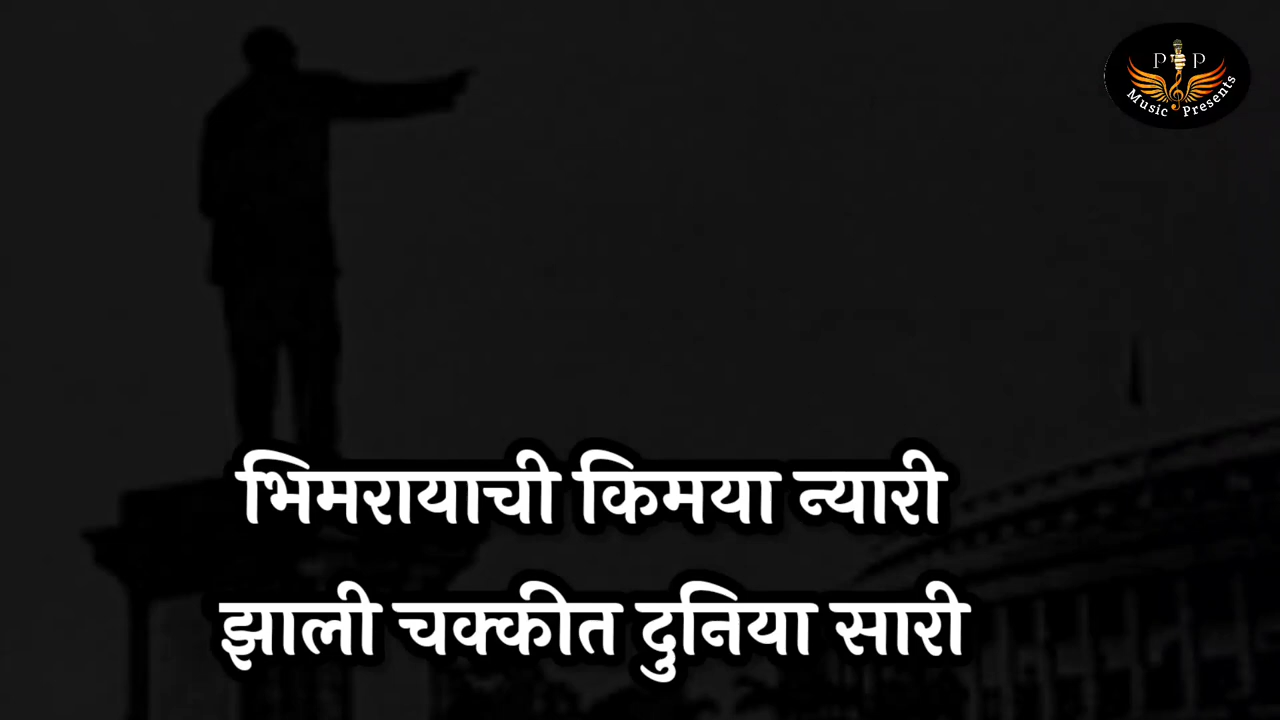 P P
Music Presents
भिमरायाची किमया न्यारी
झाली चक्कीत दुनिया सारी